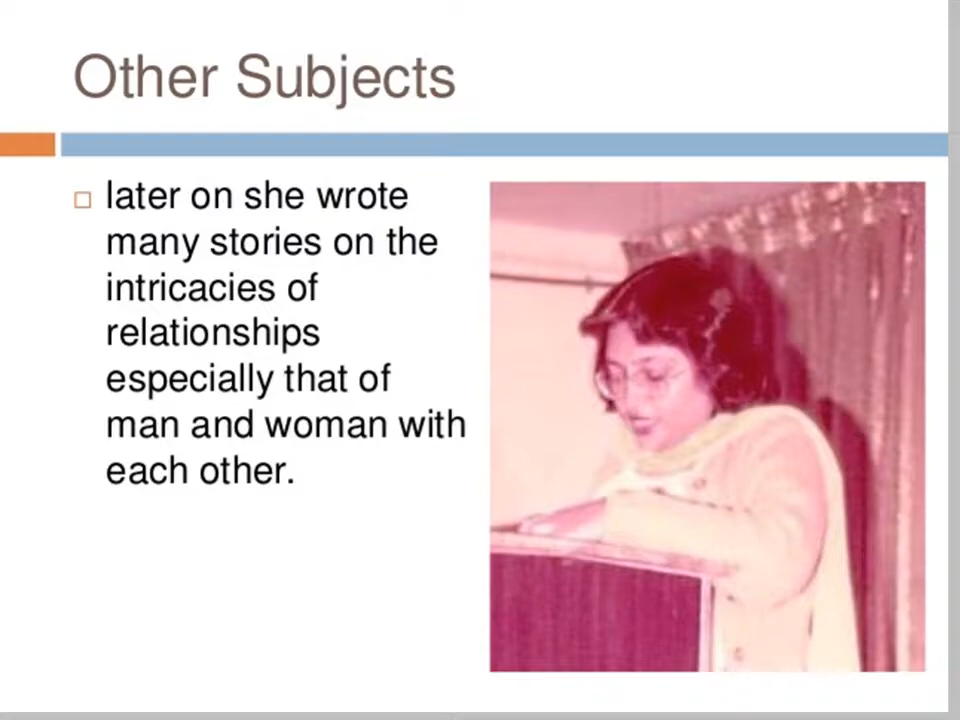 Other Subjects
later on she wrote
many stories on the
intricacies of
relationships
especially that of
man and woman with
each other.